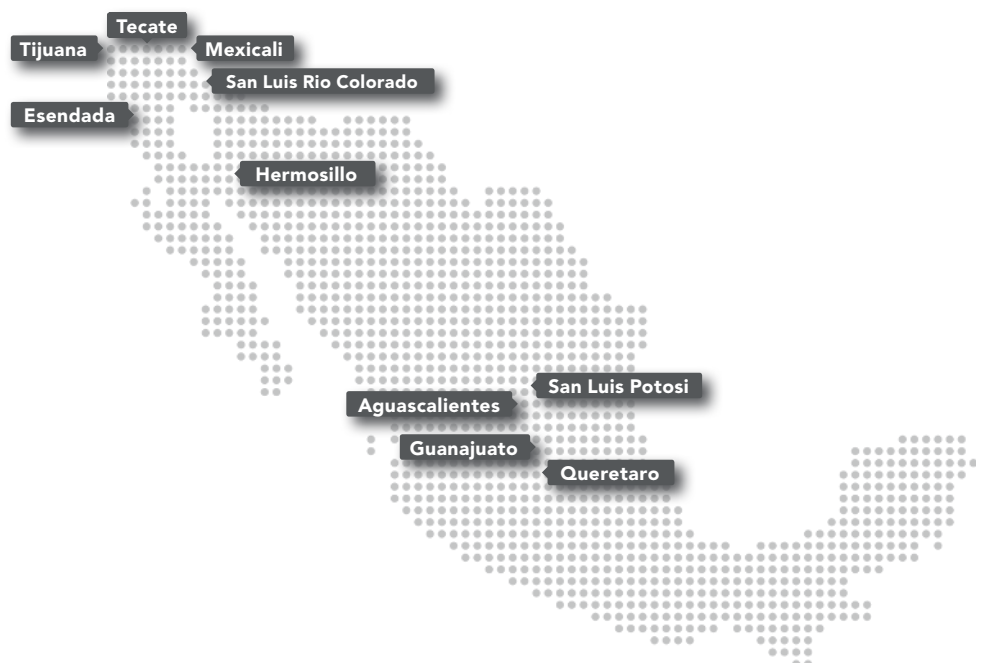 Tecate
Tijuana
Mexicali
San Luis Rio Colorado
Esendada
Hermosillo
San Luis Potosi
Aguascalientes
Guanajuato
Queretaro